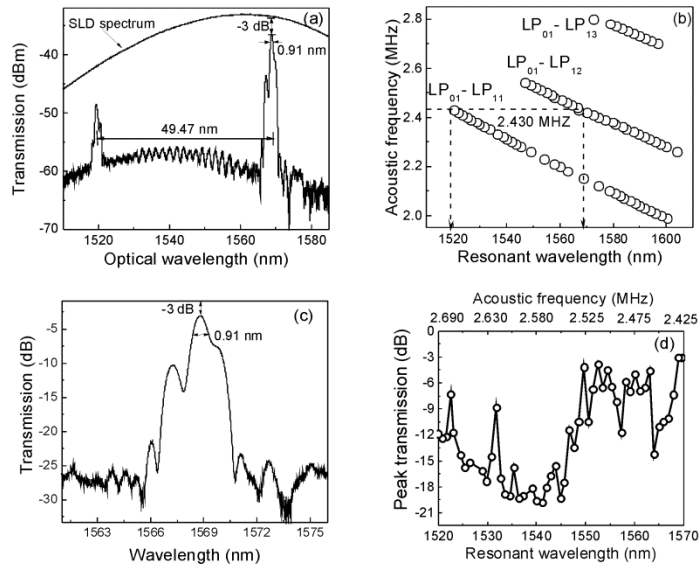 (a)
SLD spectrum
-3 dB
0.91 nm
49.47 nm
-40
-50
-60
-70
Transmission (dBm)
1520 1540 1560 1580
Optical wavelength (nm)
(b)
LP01- LP13
LP01- LP12
LP01- LP11
2.430 MHZ
2.8
2.6
2.4
2.2
2.0
Acoustic frequency (MHz)
1520 1540 1560 1580 1600
Resonant wavelength (nm)
(c)
-3 dB
0.91 nm
-5
-10
-15
-20
-25
-30
Transmission (dB)
1563 1566 1569 1572 1575
Wavelength (nm)
Acoustic frequency (MHz)
2.690 2.630 2.580 2.525 2.475 2.425
(d)
0
-3
-6
-9
-12
-15
-18
-21
Peak transmission (dB)
1520 1530 1540 1550 1560 1570
Resonant wavelength (nm)